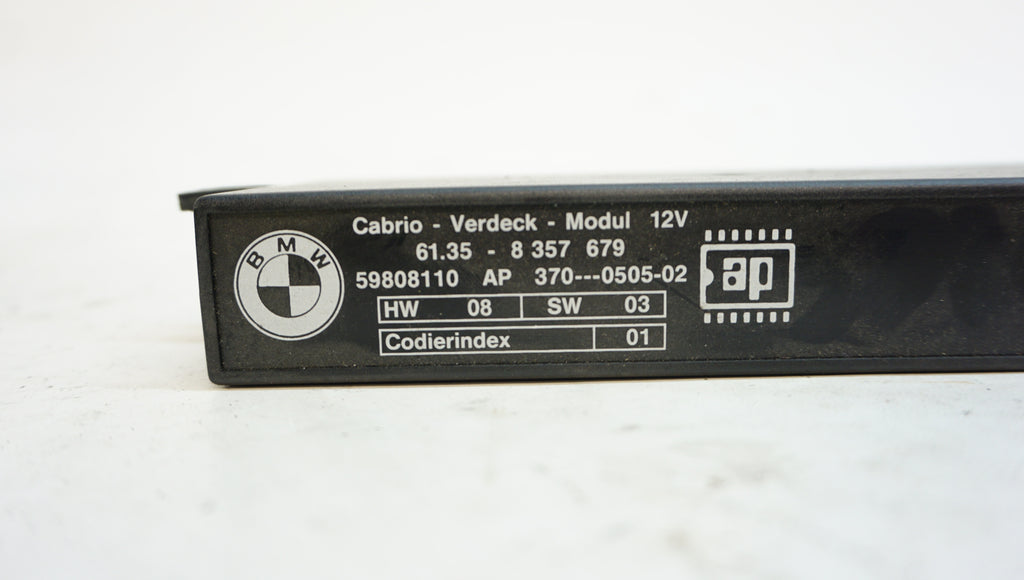 BMW
Cabrio - Verdeck - Modul 12V
61.35 - 8 357 679
59808110 AP 370---0505-02
HW 08 SW 03
Codierindex 01
ap